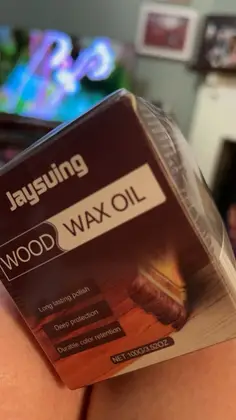 Jaysuing
WOOD WAX OIL
Long lasting polish
Deep protection
Durable color retention
NET:100G/3.52OZ